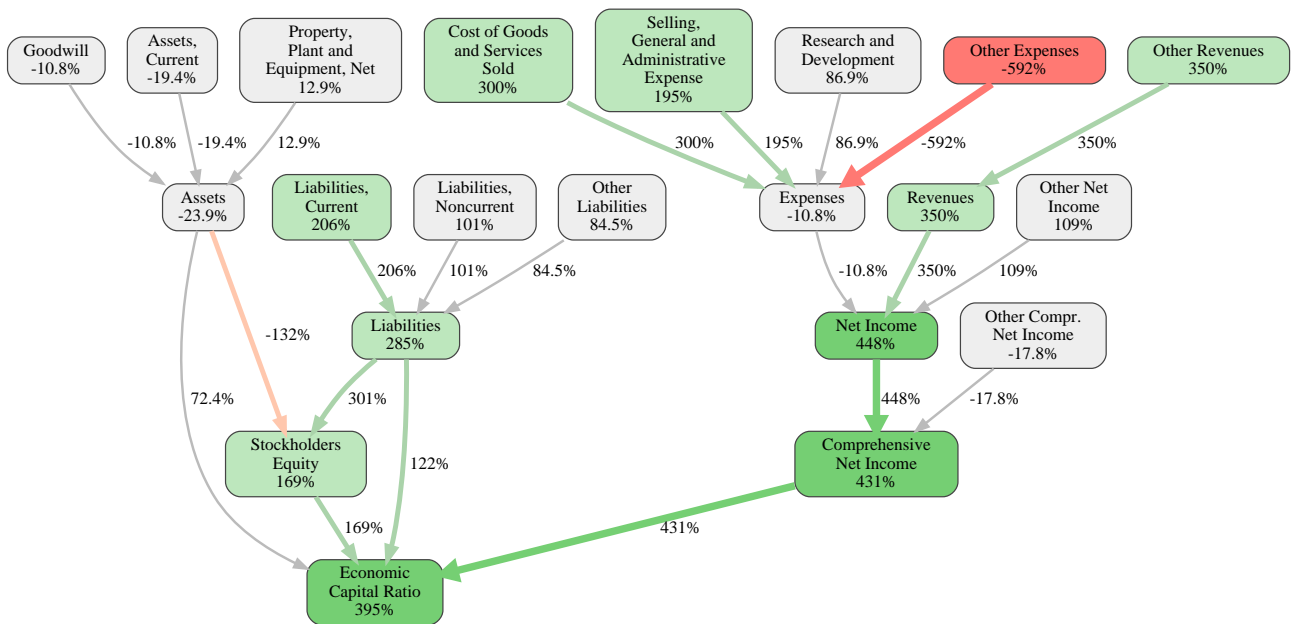 Goodwill
-10.8%
Assets,
Current
-19.4%
Property,
Plant and
Equipment, Net
12.9%
Cost of Goods
and Services
Sold
300%
Selling,
General and
Administrative
Expense
195%
Research and
Development
86.9%
Other Expenses
-592%
Other Revenues
350%
-10.8%
-19.4%
12.9%
300%
195%
86.9%
-592%
350%
Assets
-23.9%
Liabilities,
Current
206%
Liabilities,
Noncurrent
101%
Other
Liabilities
84.5%
Expenses
-10.8%
Revenues
350%
Other Net
Income
109%
206%
101%
84.5%
-10.8%
350%
109%
-132%
Liabilities
285%
Net Income
448%
Other Compr.
Net Income
-17.8%
72.4%
301%
448%
-17.8%
Stockholders
Equity
169%
122%
Comprehensive
Net Income
431%
169%
431%
Economic
Capital Ratio
395%